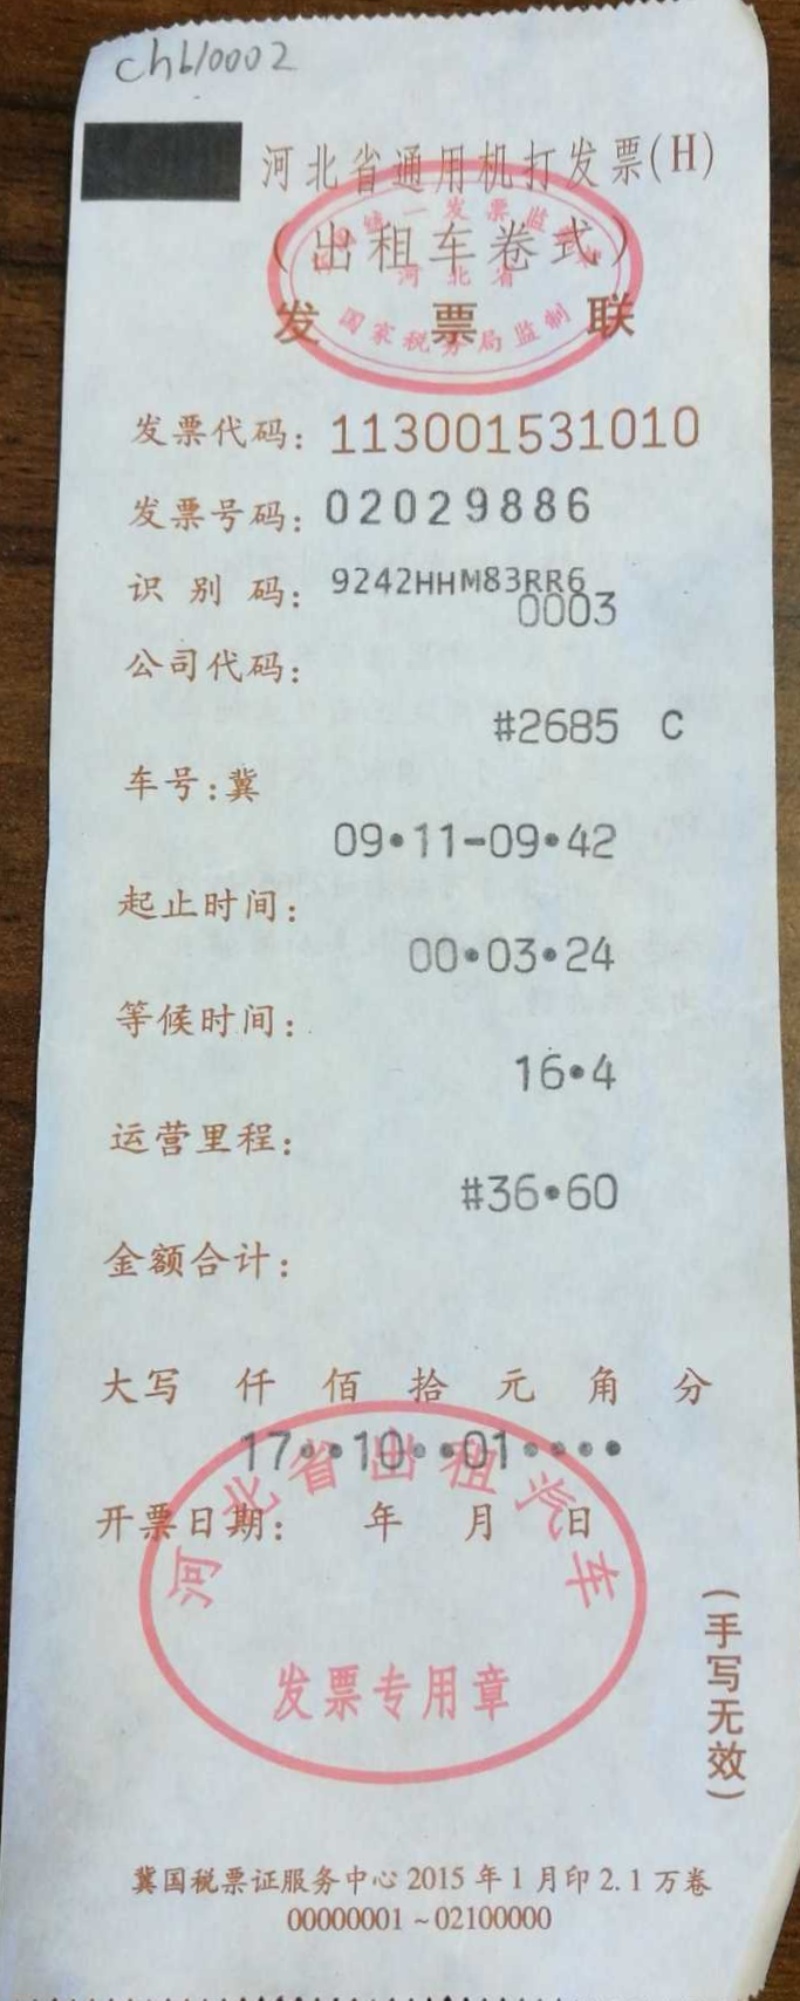 chb10002
河北省通用机打发票(H)
(出租车卷式)
全国统一发票监制章
河北省
国家税务局监制
发票联
发票代码: 113001531010
发票号码: 02029886
识别码: 9242HHM83RR6
0003
公司代码:
#2685 C
车号:冀
09•11-09•42
起止时间:
00•03•24
等候时间:
16•4
运营里程:
#36•60
金额合计:
大写 仟 佰 拾 元 角 分
17••10••01••••
开票日期: 年 月 日
河北省出租汽车
发票专用章
(手写无效)
冀国税票证服务中心 2015 年 1 月印 2.1 万卷
00000001 ~ 02100000